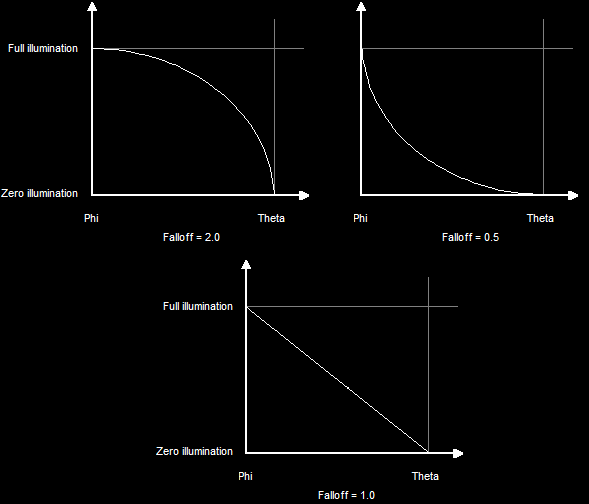 Full illumination
Zero illumination
Phi Theta
Falloff = 2.0
Phi Theta
Falloff = 0.5
Full illumination
Zero illumination
Phi Theta
Falloff = 1.0